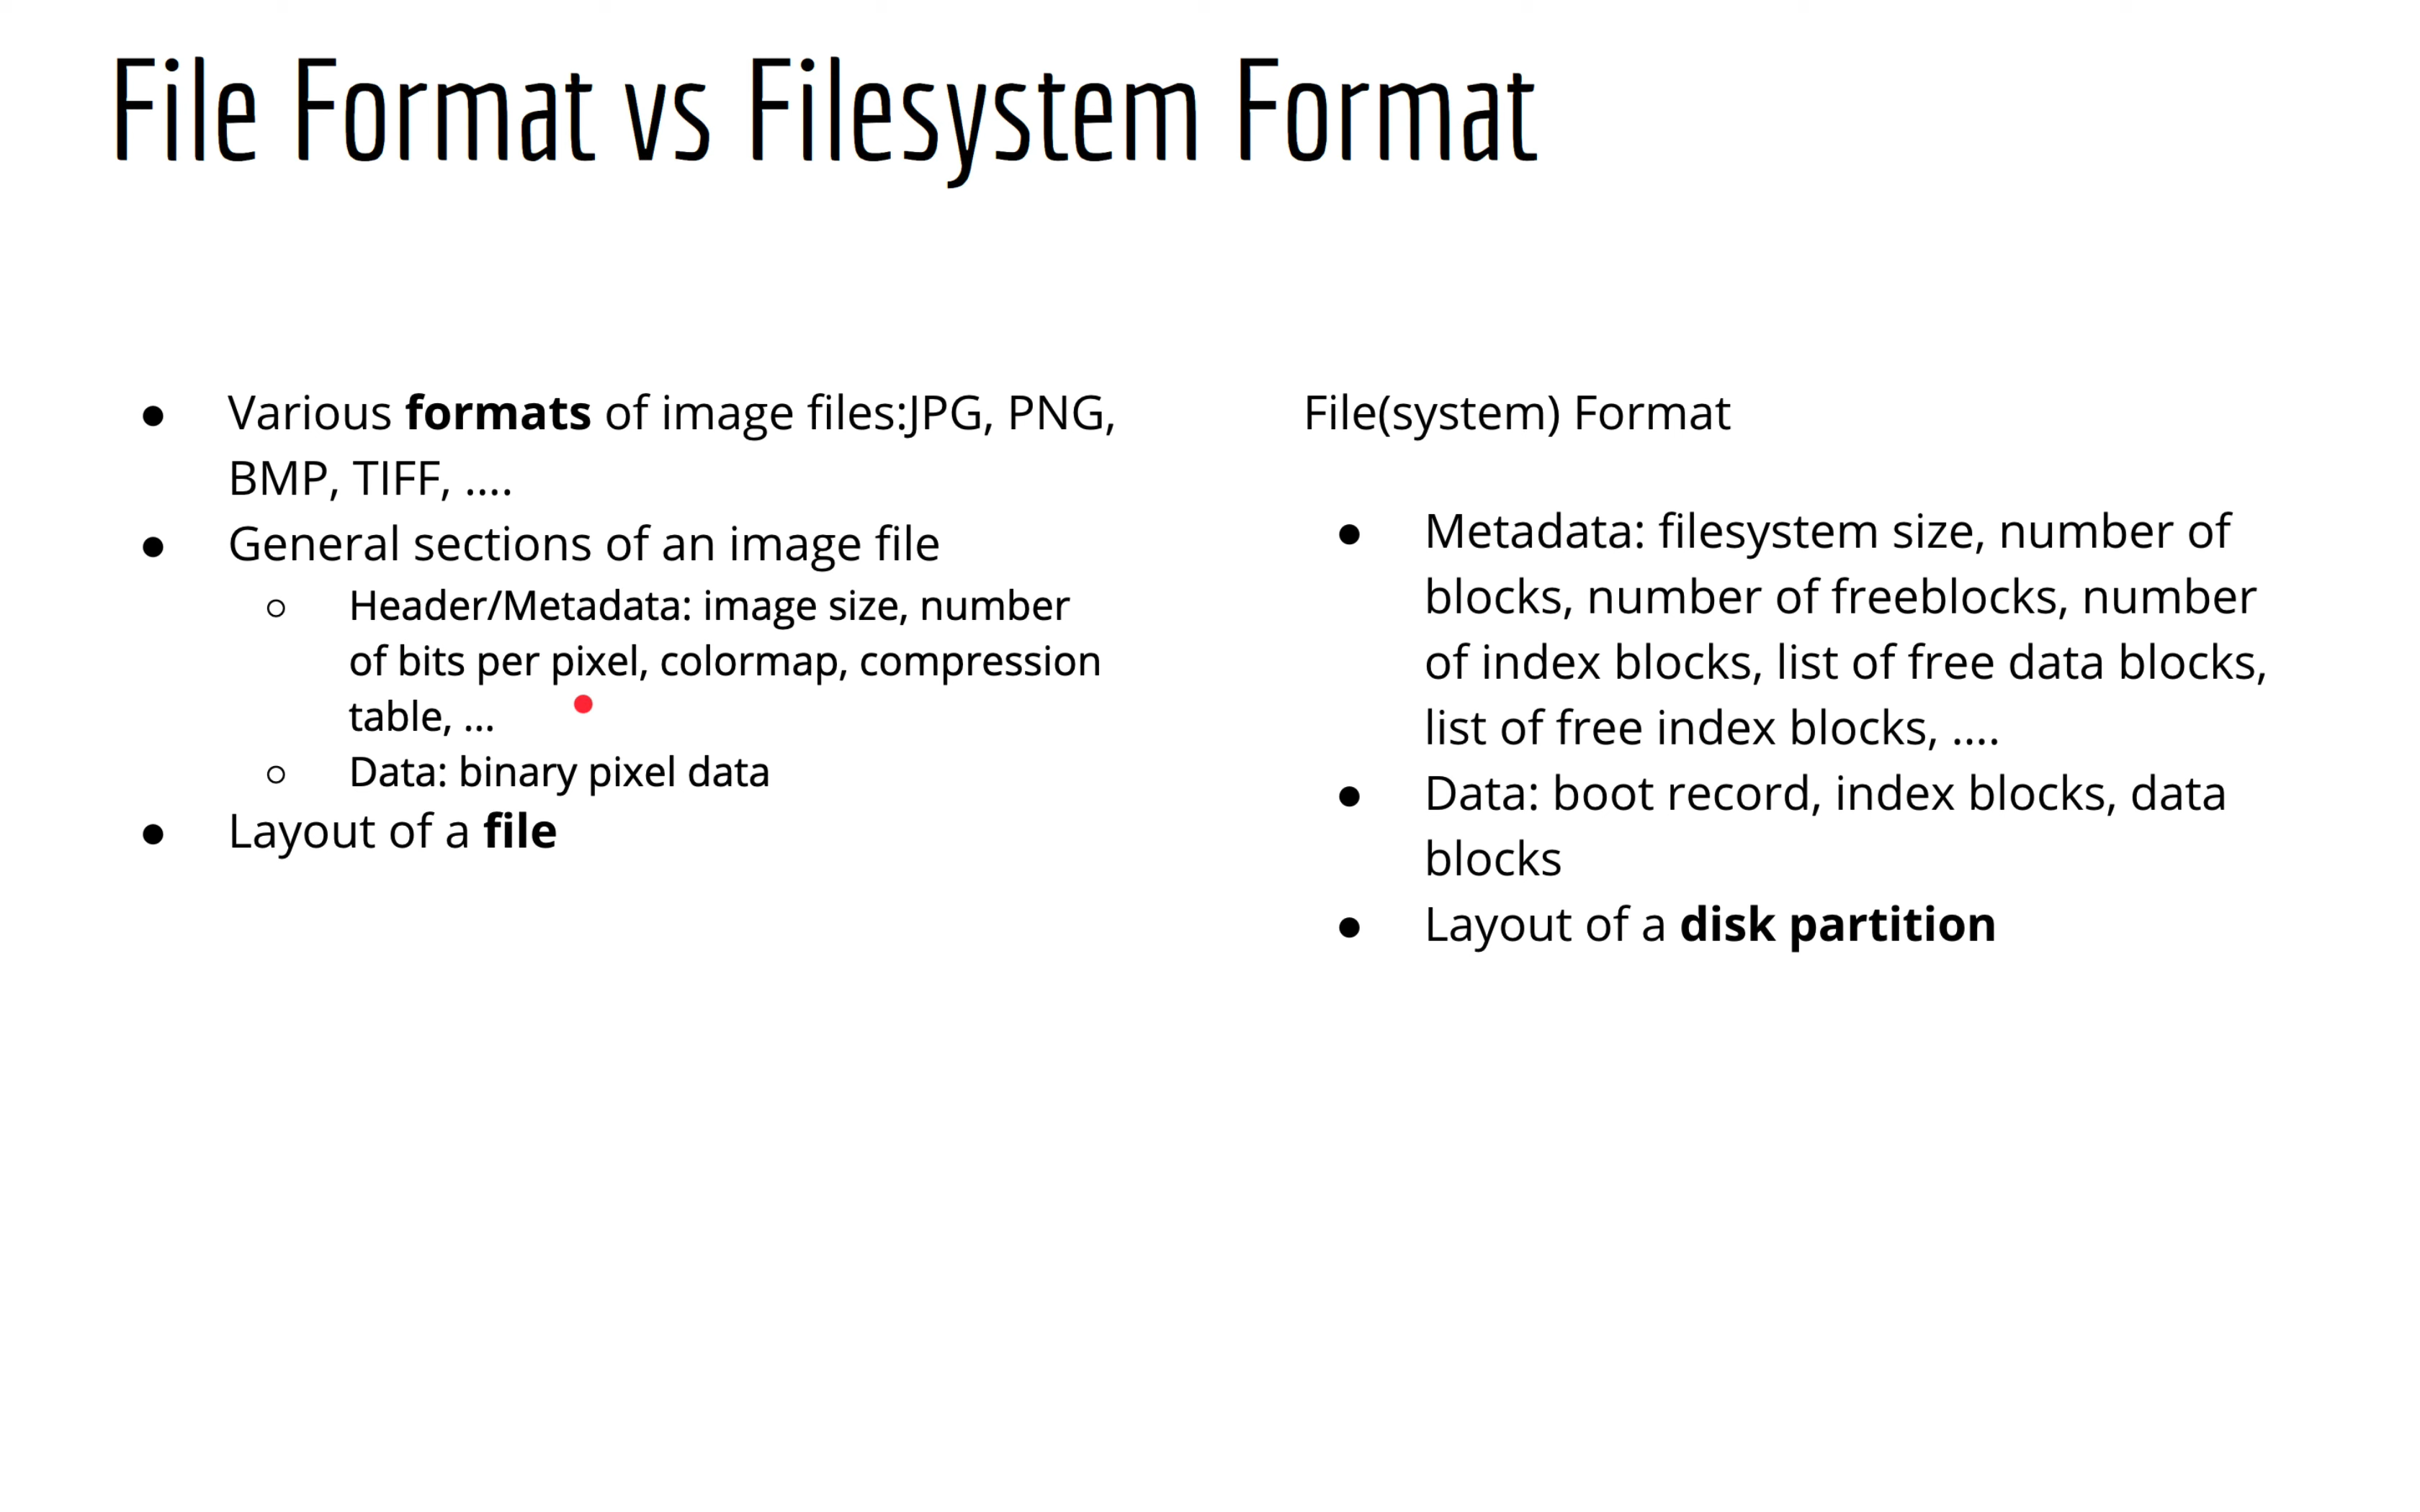 File Format vs Filesystem Format
● Various formats of image files:JPG, PNG,
BMP, TIFF, ....
● General sections of an image file
○ Header/Metadata: image size, number
of bits per pixel, colormap, compression
table, ...
○ Data: binary pixel data
● Layout of a file
File(system) Format
● Metadata: filesystem size, number of
blocks, number of freeblocks, number
of index blocks, list of free data blocks,
list of free index blocks, ....
● Data: boot record, index blocks, data
blocks
● Layout of a disk partition